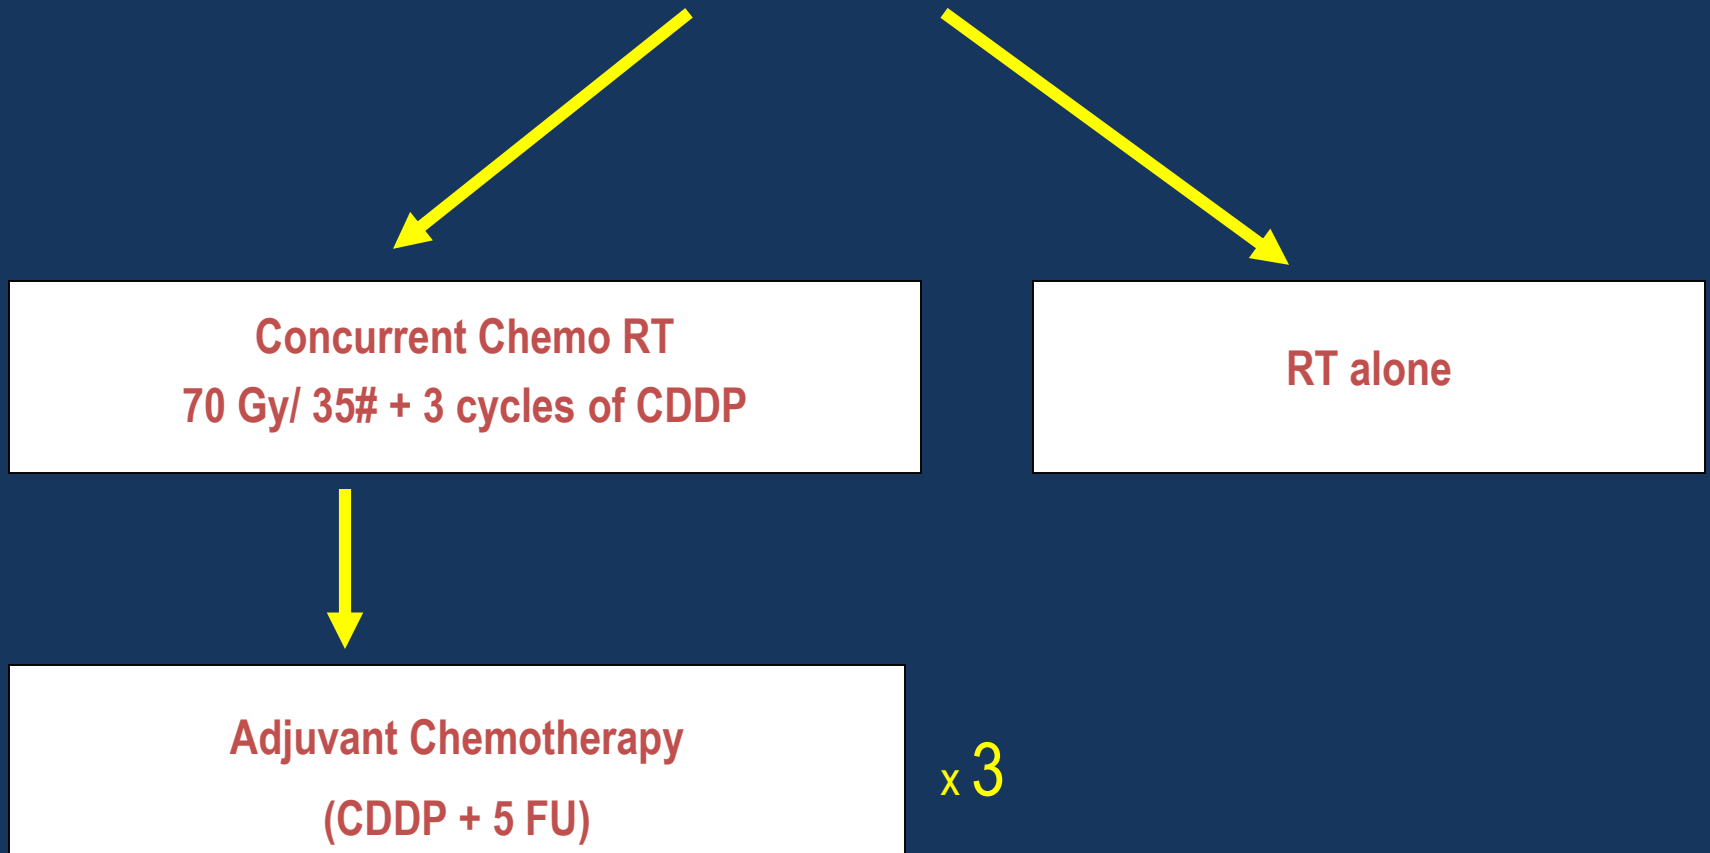 Concurrent Chemo RT
70 Gy/ 35# + 3 cycles of CDDP
RT alone
Adjuvant Chemotherapy
(CDDP + 5 FU)
x 3